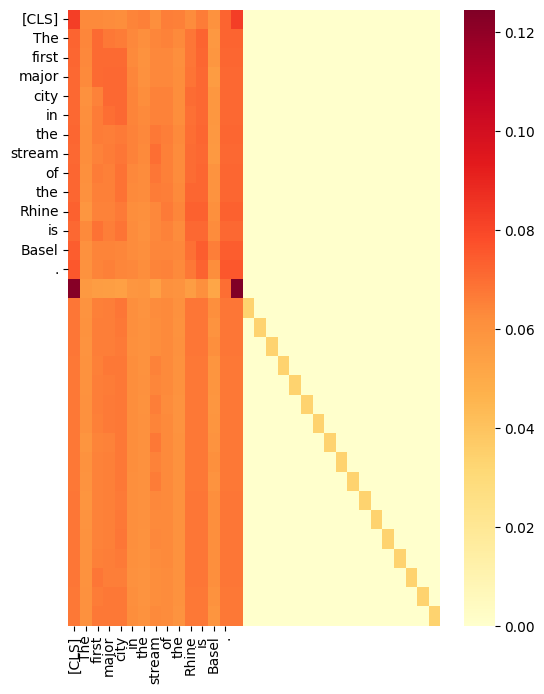 [CLS]
The
first
major
city
in
the
stream
of
the
Rhine
is
Basel
.
0.12
0.10
0.08
0.06
0.04
0.02
0.00
[CLS]
The
first
major
city
in
the
stream
of
the
Rhine
is
Basel
.